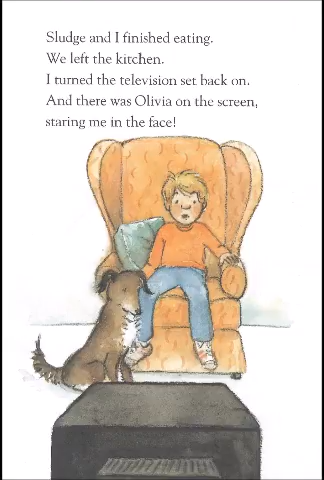 Sludge and I finished eating.
We left the kitchen.
I turned the television set back on.
And there was Olivia on the screen,
staring me in the face!